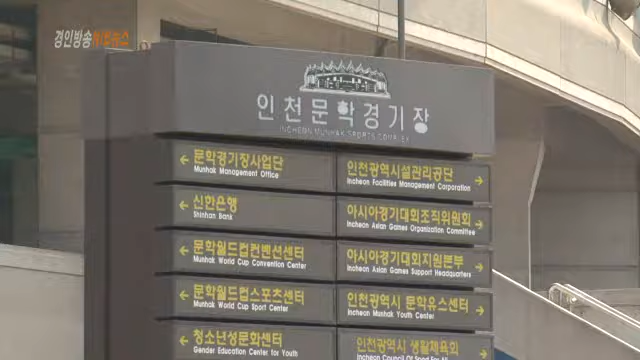 경인방송
인천문학경기장
INCHEON MUNHAK SPORTS COMPLEX
문학경기장사업단
Munhak Management Office
인천광역시설관리공단
Incheon Facilities Management Corporation
신한은행
Shinhan Bank
아시아경기대회조직위원회
Incheon Asian Games Organization Committee
문학월드컵컨벤션센터
Munhak World Cup Convention Center
아시아경기대회지원본부
Incheon Asian Games Support Headquarters
문학월드컵스포츠센터
Munhak World Cup Sport Center
인천광역시 문학유스센터
Incheon Munhak Youth Center
청소년성문화센터
Gender Education Center for Youth
인천광역시 생활체육회
Incheon Council Of Sport For All